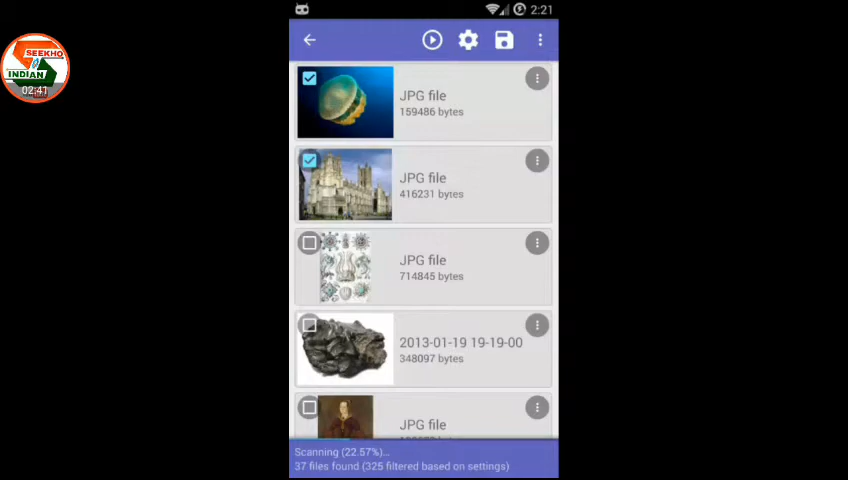 2:21
SEEKHO
INDIAN
02:41
JPG file
159486 bytes
JPG file
416231 bytes
JPG file
714845 bytes
2013-01-19 19-19-00
348097 bytes
JPG file
Scanning (22.57%)...
37 files found (325 filtered based on settings)